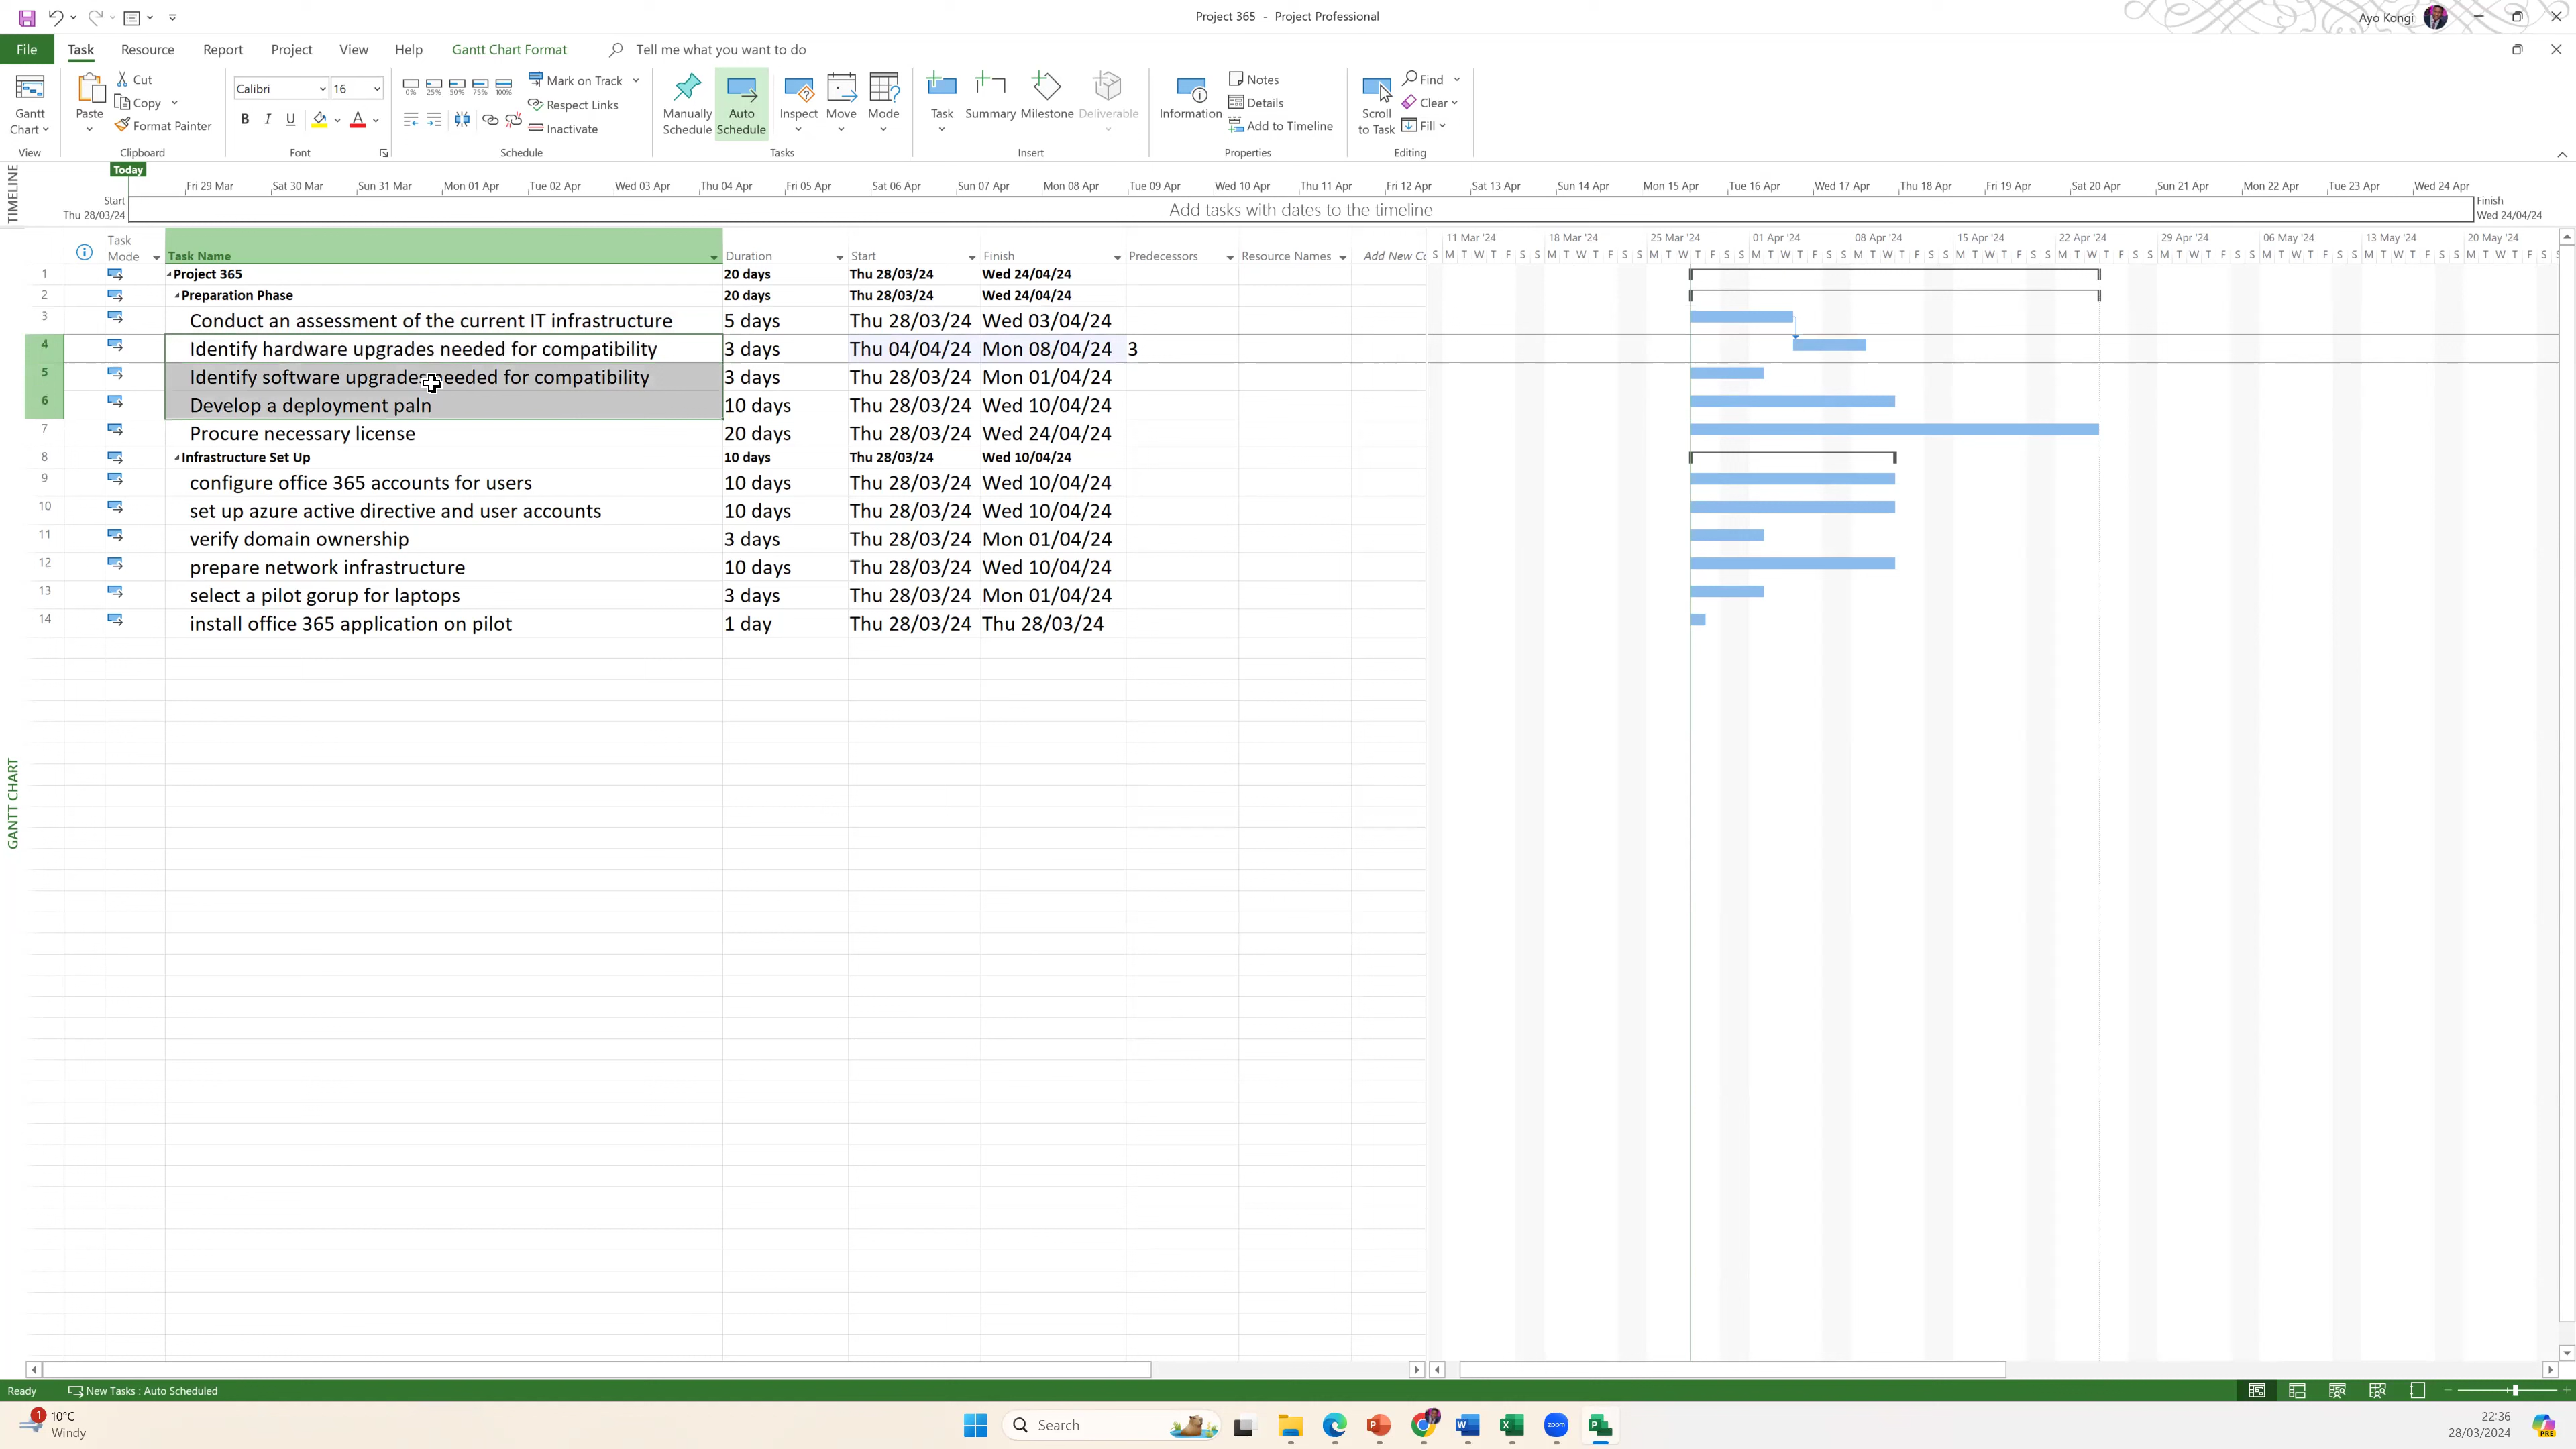 Project 365 - Project Professional
Ayo Kongi
File Task Resource Report Project View Help Gantt Chart Format Tell me what you want to do
Gantt Chart
View
Paste
Cut
Copy
Format Painter
Clipboard
Calibri 16
B I U A
Font
0% 25% 50% 75% 100%
Mark on Track
Respect Links
Inactivate
Schedule
Manually Schedule
Auto Schedule
Inspect
Move
Mode
Tasks
Task
Summary
Milestone
Deliverable
Insert
Information
Notes
Details
Add to Timeline
Properties
Scroll to Task
Find
Clear
Fill
Editing
TIMELINE
Today
Fri 29 Mar Sat 30 Mar Sun 31 Mar Mon 01 Apr Tue 02 Apr Wed 03 Apr Thu 04 Apr Fri 05 Apr Sat 06 Apr Sun 07 Apr Mon 08 Apr Tue 09 Apr Wed 10 Apr Thu 11 Apr Fri 12 Apr Sat 13 Apr Sun 14 Apr Mon 15 Apr Tue 16 Apr Wed 17 Apr Thu 18 Apr Fri 19 Apr Sat 20 Apr Sun 21 Apr Mon 22 Apr Tue 23 Apr Wed 24 Apr
Start
Thu 28/03/24
Add tasks with dates to the timeline
Finish
Wed 24/04/24
Task Mode Task Name Duration Start Finish Predecessors Resource Names Add New Co
11 Mar '24 18 Mar '24 25 Mar '24 01 Apr '24 08 Apr '24 15 Apr '24 22 Apr '24 29 Apr '24 06 May '24 13 May '24 20 May '24
S M T W T F S S M T W T F S S M T W T F S S M T W T F S S M T W T F S S M T W T F S S M T W T F S S M T W T F S S M T W T F S S M T W T F S S M T W T F S
1 Project 365 20 days Thu 28/03/24 Wed 24/04/24
2 Preparation Phase 20 days Thu 28/03/24 Wed 24/04/24
3 Conduct an assessment of the current IT infrastructure 5 days Thu 28/03/24 Wed 03/04/24
4 Identify hardware upgrades needed for compatibility 3 days Thu 04/04/24 Mon 08/04/24 3
5 Identify software upgrades needed for compatibility 3 days Thu 28/03/24 Mon 01/04/24
6 Develop a deployment paln 10 days Thu 28/03/24 Wed 10/04/24
7 Procure necessary license 20 days Thu 28/03/24 Wed 24/04/24
8 Infrastructure Set Up 10 days Thu 28/03/24 Wed 10/04/24
9 configure office 365 accounts for users 10 days Thu 28/03/24 Wed 10/04/24
10 set up azure active directive and user accounts 10 days Thu 28/03/24 Wed 10/04/24
11 verify domain ownership 3 days Thu 28/03/24 Mon 01/04/24
12 prepare network infrastructure 10 days Thu 28/03/24 Wed 10/04/24
13 select a pilot gorup for laptops 3 days Thu 28/03/24 Mon 01/04/24
14 install office 365 application on pilot 1 day Thu 28/03/24 Thu 28/03/24
GANTT CHART
Ready New Tasks : Auto Scheduled
1
10°C
Windy
Search
zoom
PRE
22:36
28/03/2024